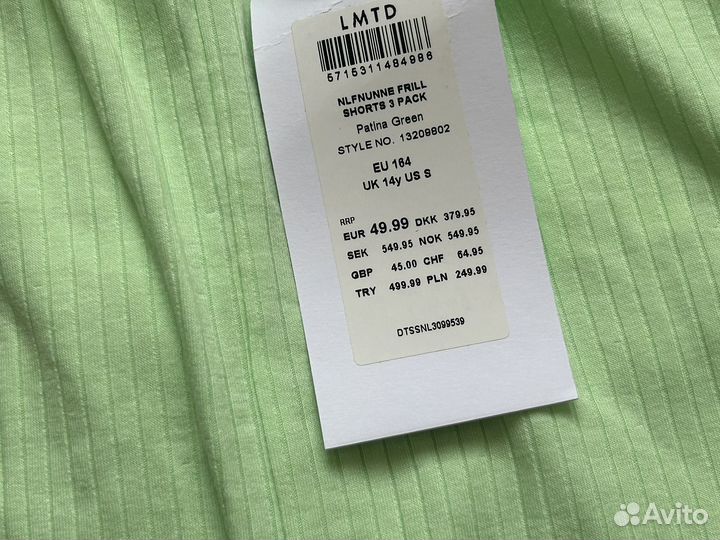 LMTD
5715311484986
NLFNUNNE FRILL
SHORTS 3 PACK
Patina Green
STYLE NO. 13209802
EU 164
UK 14y US S
RRP
EUR 49.99 DKK 379.95
SEK 549.95 NOK 549.95
GBP 45.00 CHF 64.95
TRY 499.99 PLN 249.99
DTSSNL3099539
Avito